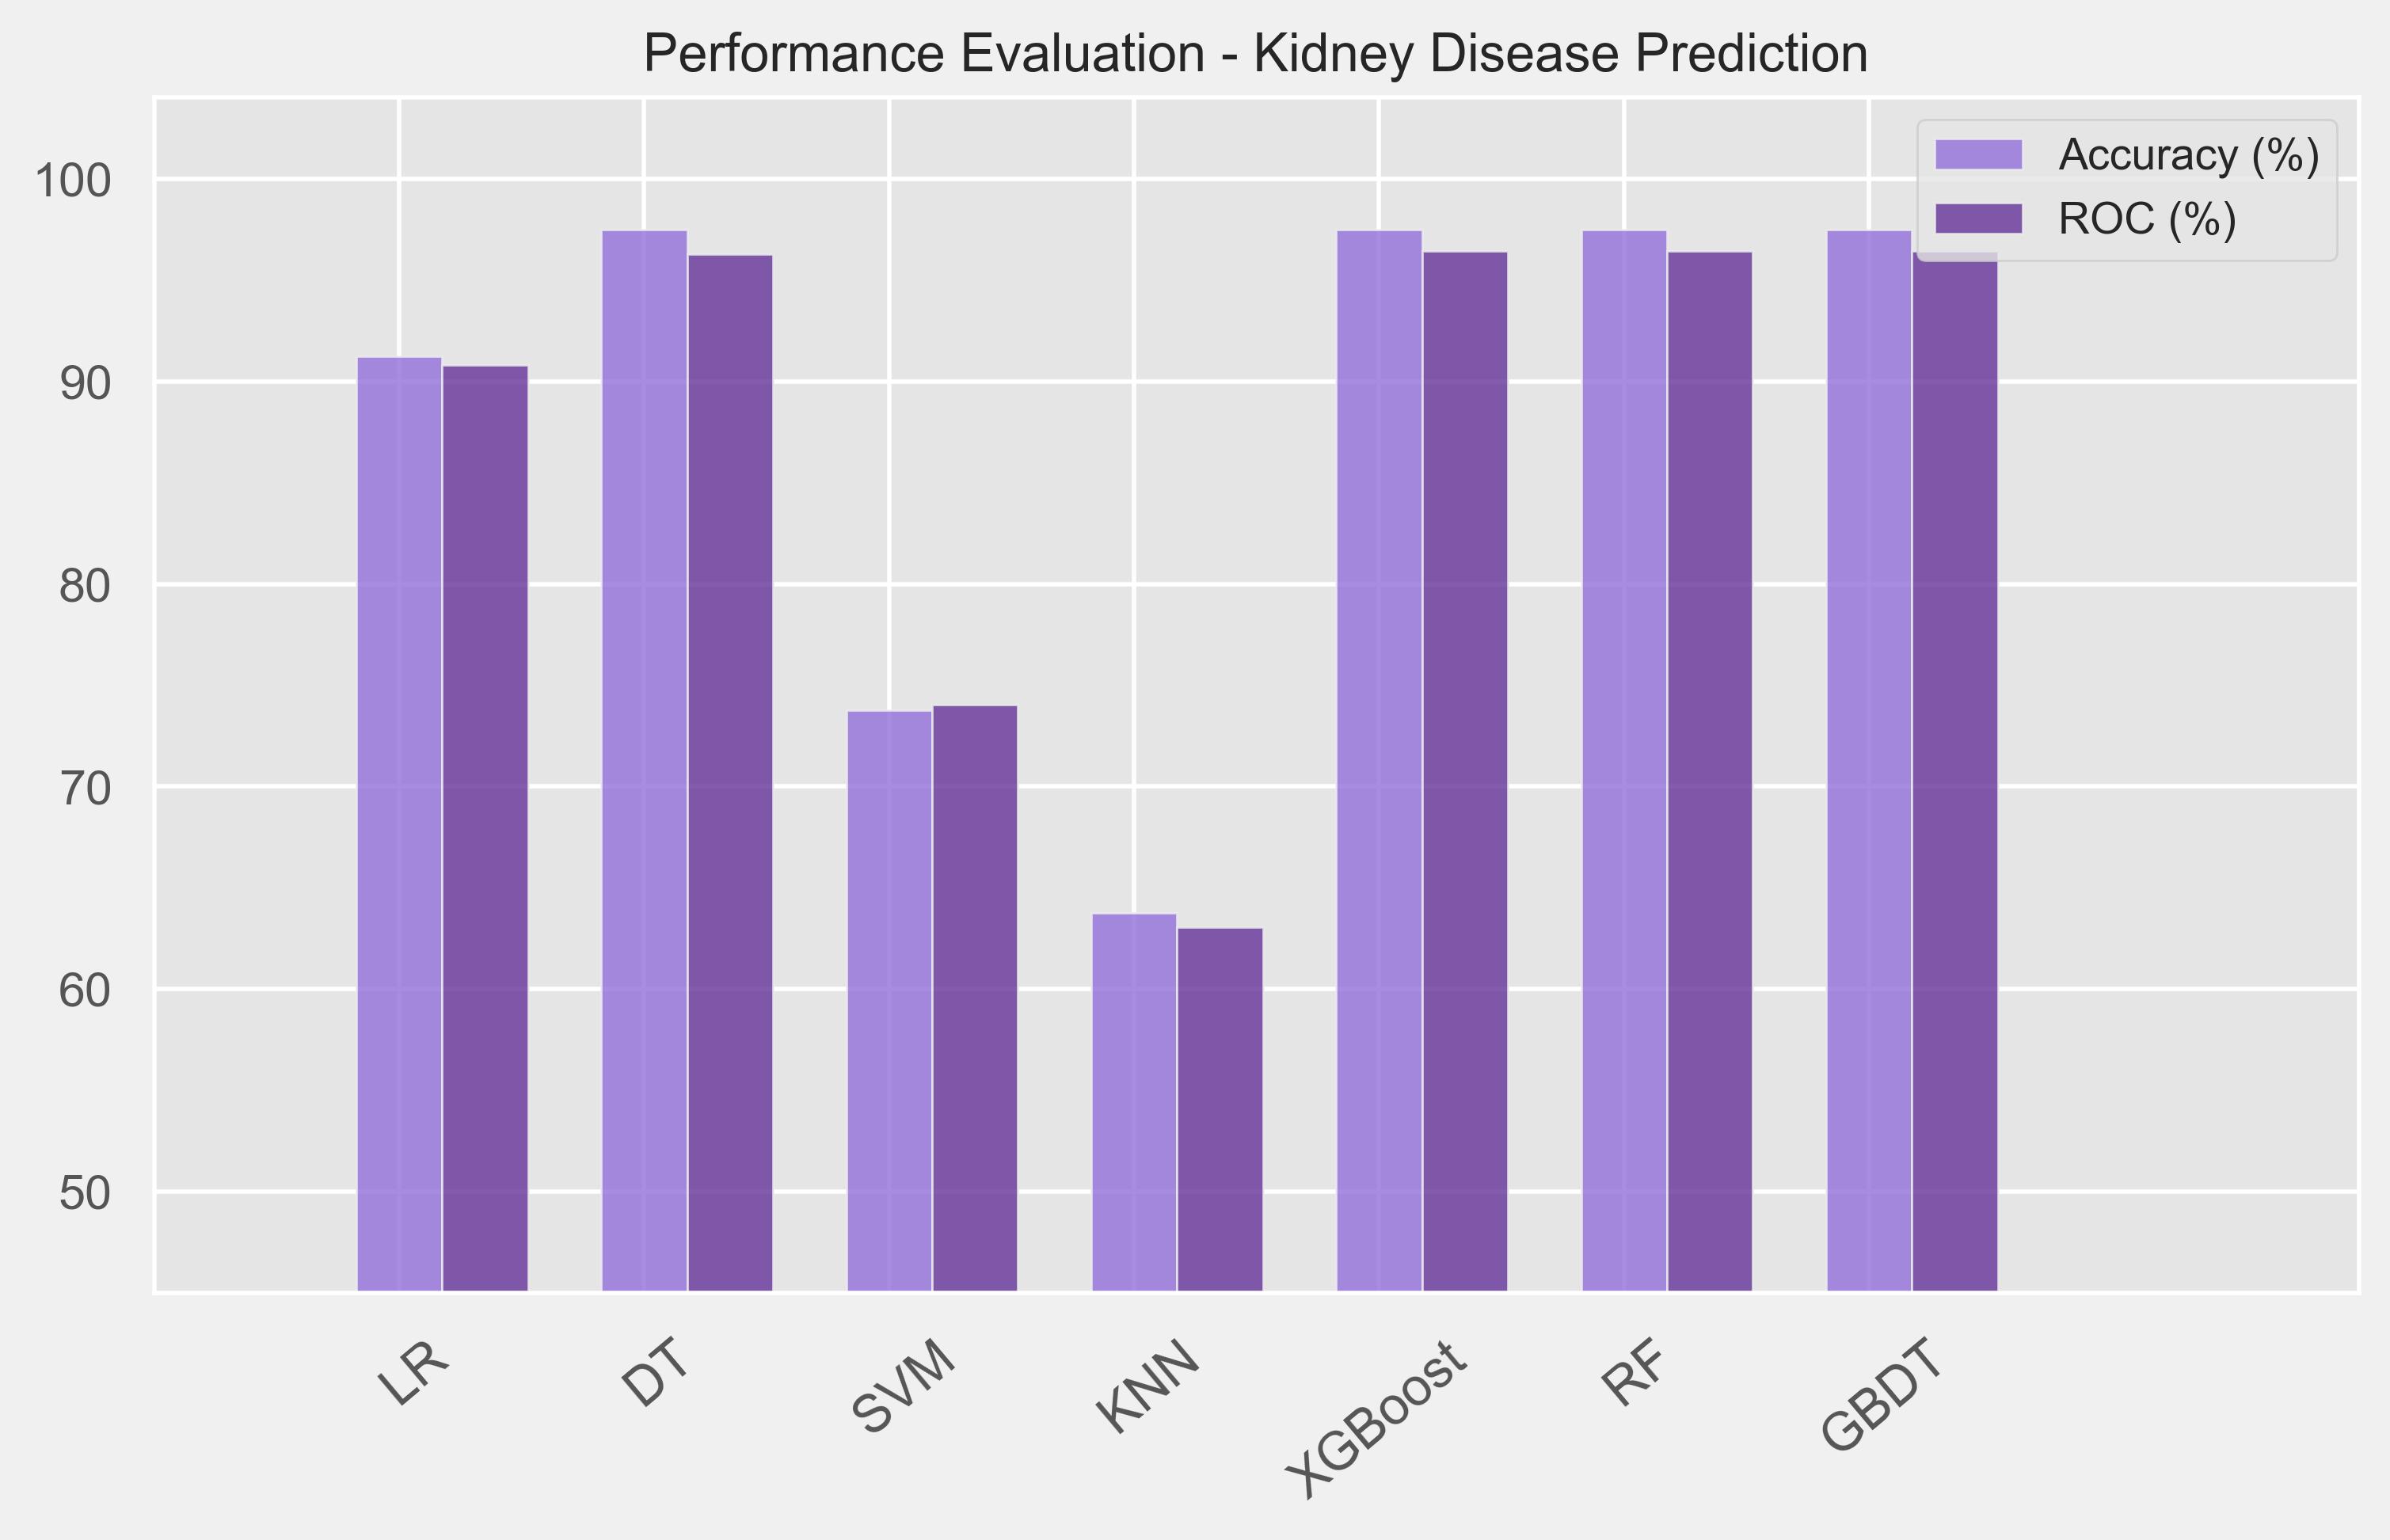 Performance Evaluation - Kidney Disease Prediction
Accuracy (%)
ROC (%)
100
90
80
70
60
50
LR
DT
SVM
KNN
XGBoost
RF
GBDT